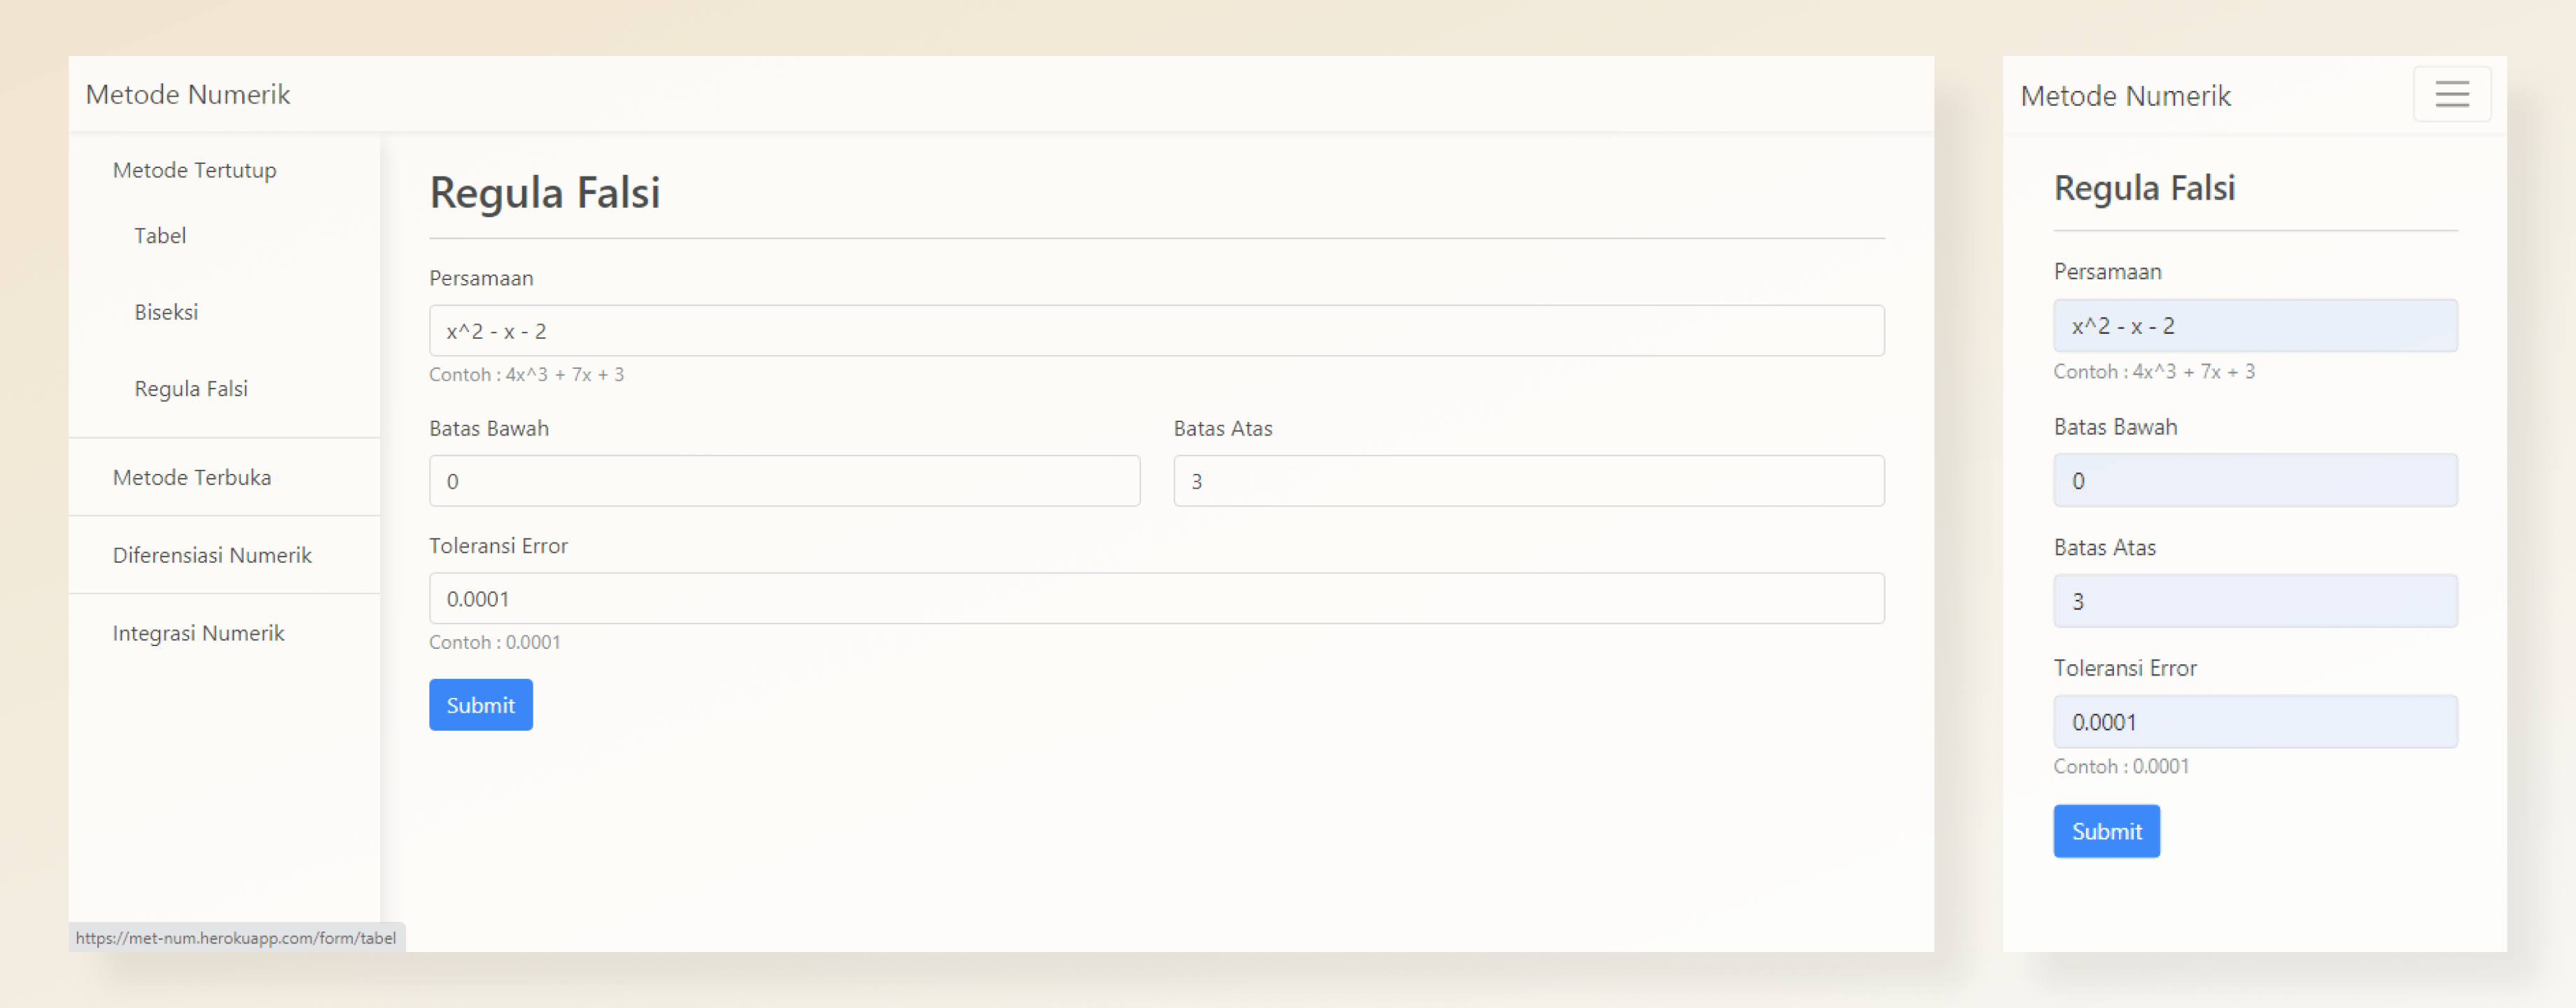 Metode Numerik
Metode Tertutup
Tabel
Biseksi
Regula Falsi
Metode Terbuka
Diferensiasi Numerik
Integrasi Numerik
https://met-num.herokuapp.com/form/tabel
Regula Falsi
Persamaan
x^2 - x - 2
Contoh : 4x^3 + 7x + 3
Batas Bawah
Batas Atas
0
3
Toleransi Error
0.0001
Contoh : 0.0001
Submit
Metode Numerik
Regula Falsi
Persamaan
x^2 - x - 2
Contoh : 4x^3 + 7x + 3
Batas Bawah
0
Batas Atas
3
Toleransi Error
0.0001
Contoh : 0.0001
Submit